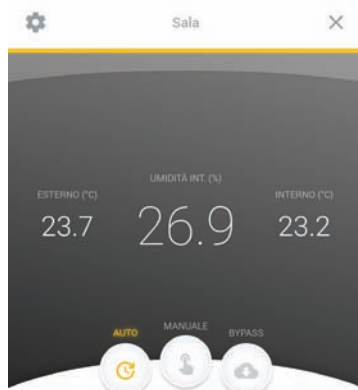 Sala
UMIDITÀ INT. (%)
ESTERNO (°C)
INTERNO (°C)
23.7
26.9
23.2
AUTO
MANUALE
BYPASS